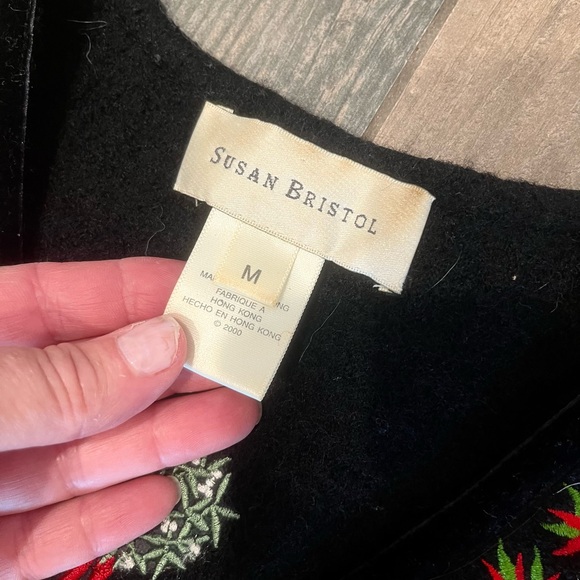 SUSAN BRISTOL
M
FABRIQUE A
HONG KONG
HECHO EN HONG KONG
© 2000